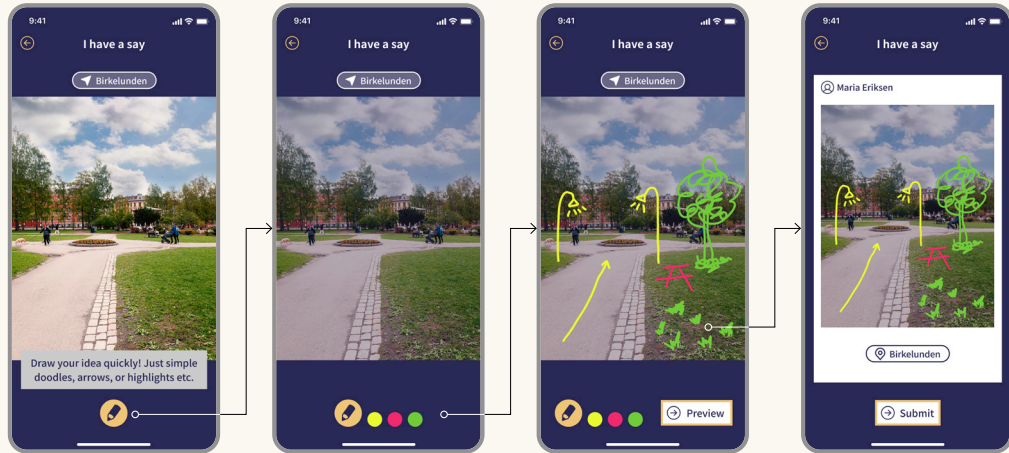 9:41
I have a say
Birkelunden
Draw your idea quickly! Just simple
doodles, arrows, or highlights etc.
9:41
I have a say
Birkelunden
9:41
I have a say
Birkelunden
Preview
9:41
I have a say
Maria Eriksen
Birkelunden
Submit